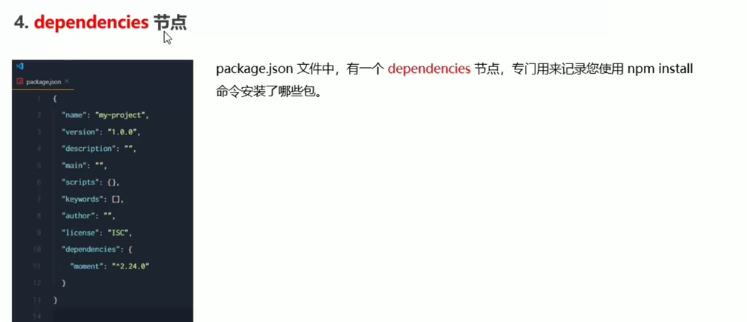 4. dependencies 节点
package.json 文件中，有一个 dependencies 节点，专门用来记录您使用 npm install
命令安装了哪些包。
package.json ×
1 {
2 "name": "my-project",
3 "version": "1.0.0",
4 "description": "",
5 "main": "",
6 "scripts": {},
7 "keywords": [],
8 "author": "",
9 "license": "ISC",
10 "dependencies": {
11 "moment": "^2.24.0"
12 }
13 }
14